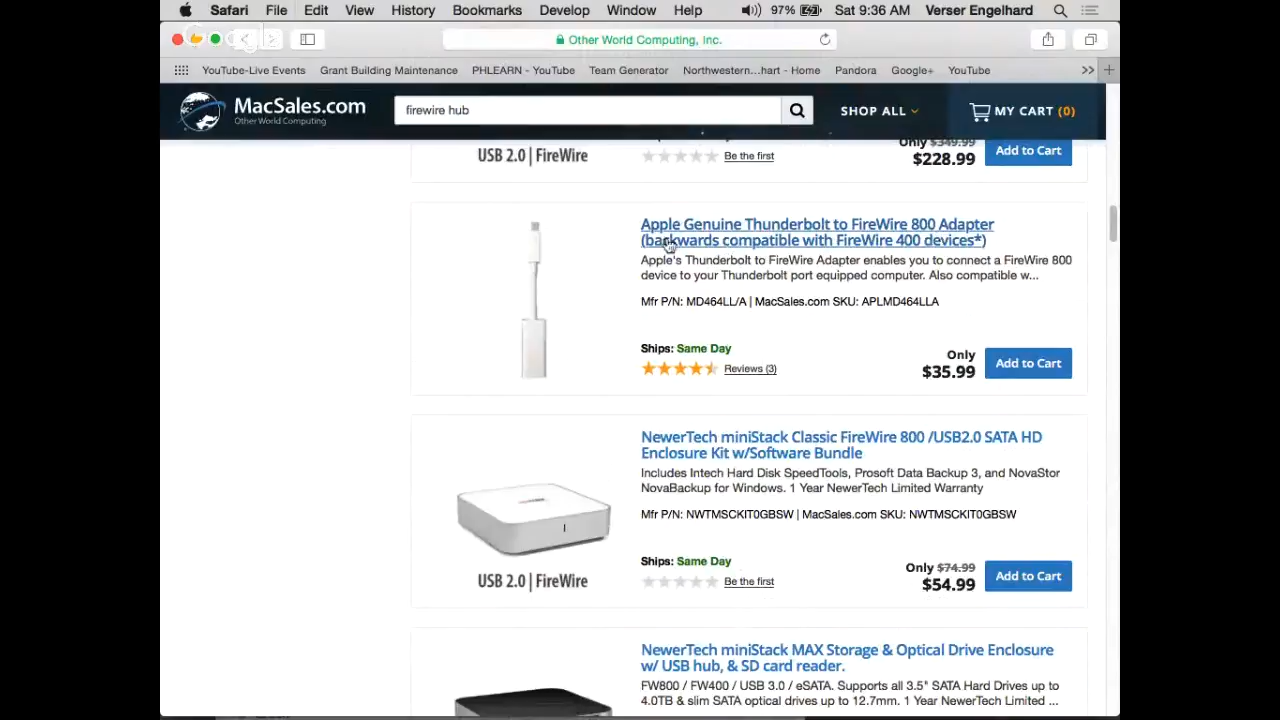 Safari File Edit View History Bookmarks Develop Window Help 97% Sat 9:36 AM Verser Engelhard
Other World Computing, Inc.
YouTube-Live Events Grant Building Maintenance PHLEARN - YouTube Team Generator Northwestern...hart - Home Pandora Google+ YouTube
MacSales.com
Other World Computing
firewire hub
SHOP ALL
MY CART (0)
Only $349.99
$228.99
Add to Cart
USB 2.0 | FireWire
Be the first
Apple Genuine Thunderbolt to FireWire 800 Adapter
(backwards compatible with FireWire 400 devices*)
Apple's Thunderbolt to FireWire Adapter enables you to connect a FireWire 800
device to your Thunderbolt port equipped computer. Also compatible w...
Mfr P/N: MD464LL/A | MacSales.com SKU: APLMD464LLA
Ships: Same Day
Reviews (3)
Only
$35.99
Add to Cart
NewerTech miniStack Classic FireWire 800 /USB2.0 SATA HD
Enclosure Kit w/Software Bundle
Includes Intech Hard Disk SpeedTools, Prosoft Data Backup 3, and NovaStor
NovaBackup for Windows. 1 Year NewerTech Limited Warranty
Mfr P/N: NWTMSCKIT0GBSW | MacSales.com SKU: NWTMSCKIT0GBSW
USB 2.0 | FireWire
Ships: Same Day
Be the first
Only $74.99
$54.99
Add to Cart
NewerTech miniStack MAX Storage & Optical Drive Enclosure
w/ USB hub, & SD card reader.
FW800 / FW400 / USB 3.0 / eSATA. Supports all 3.5" SATA Hard Drives up to
4.0TB & slim SATA optical drives up to 12.7mm. 1 Year NewerTech Limited ...